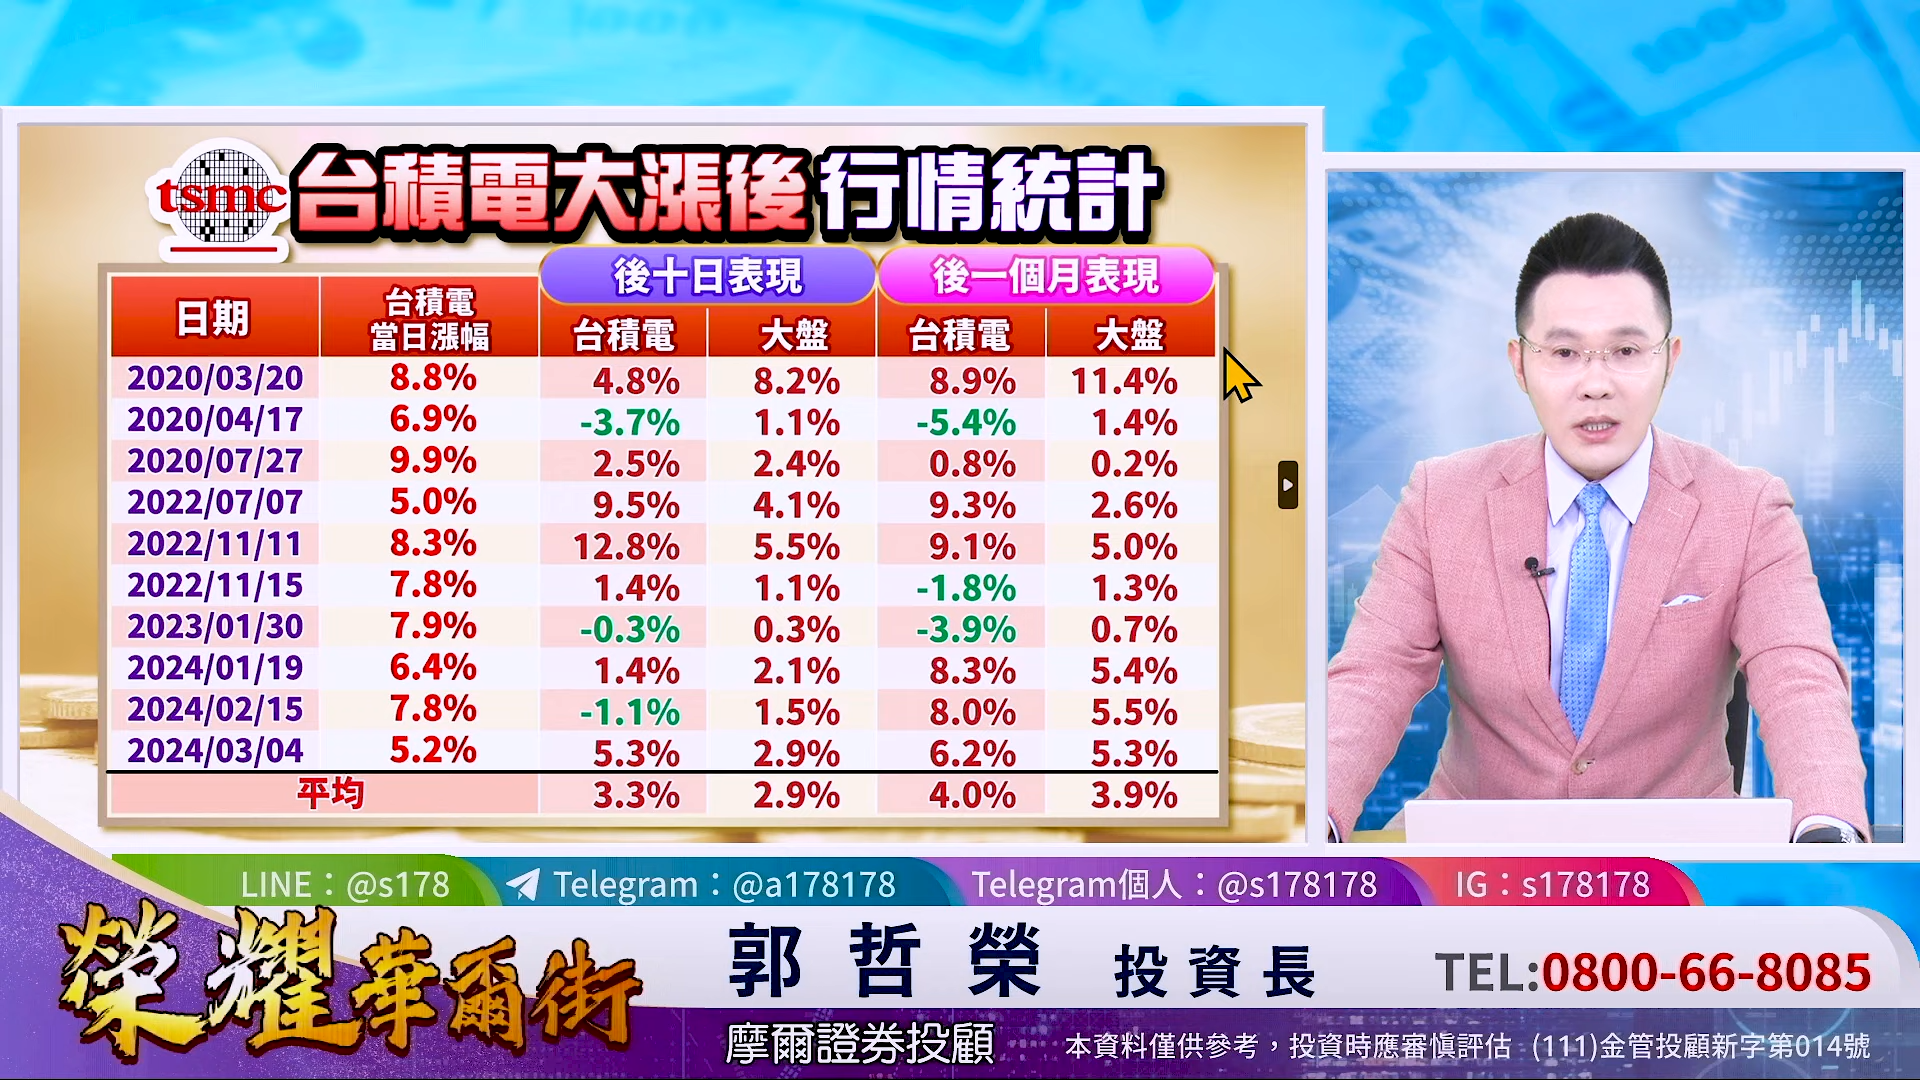 tsmc 台積電大漲後 行情統計
後十日表現 後一個月表現
日期 台積電 當日漲幅 台積電 大盤 台積電 大盤
2020/03/20 8.8% 4.8% 8.2% 8.9% 11.4%
2020/04/17 6.9% -3.7% 1.1% -5.4% 1.4%
2020/07/27 9.9% 2.5% 2.4% 0.8% 0.2%
2022/07/07 5.0% 9.5% 4.1% 9.3% 2.6%
2022/11/11 8.3% 12.8% 5.5% 9.1% 5.0%
2022/11/15 7.8% 1.4% 1.1% -1.8% 1.3%
2023/01/30 7.9% -0.3% 0.3% -3.9% 0.7%
2024/01/19 6.4% 1.4% 2.1% 8.3% 5.4%
2024/02/15 7.8% -1.1% 1.5% 8.0% 5.5%
2024/03/04 5.2% 5.3% 2.9% 6.2% 5.3%
平均 3.3% 2.9% 4.0% 3.9%
LINE：@s178 Telegram：@a178178 Telegram個人：@s178178 IG：s178178
榮耀華爾街 郭哲榮 投資長 TEL:0800-66-8085
摩爾證券投顧 本資料僅供參考，投資時應審慎評估 (111)金管投顧新字第014號